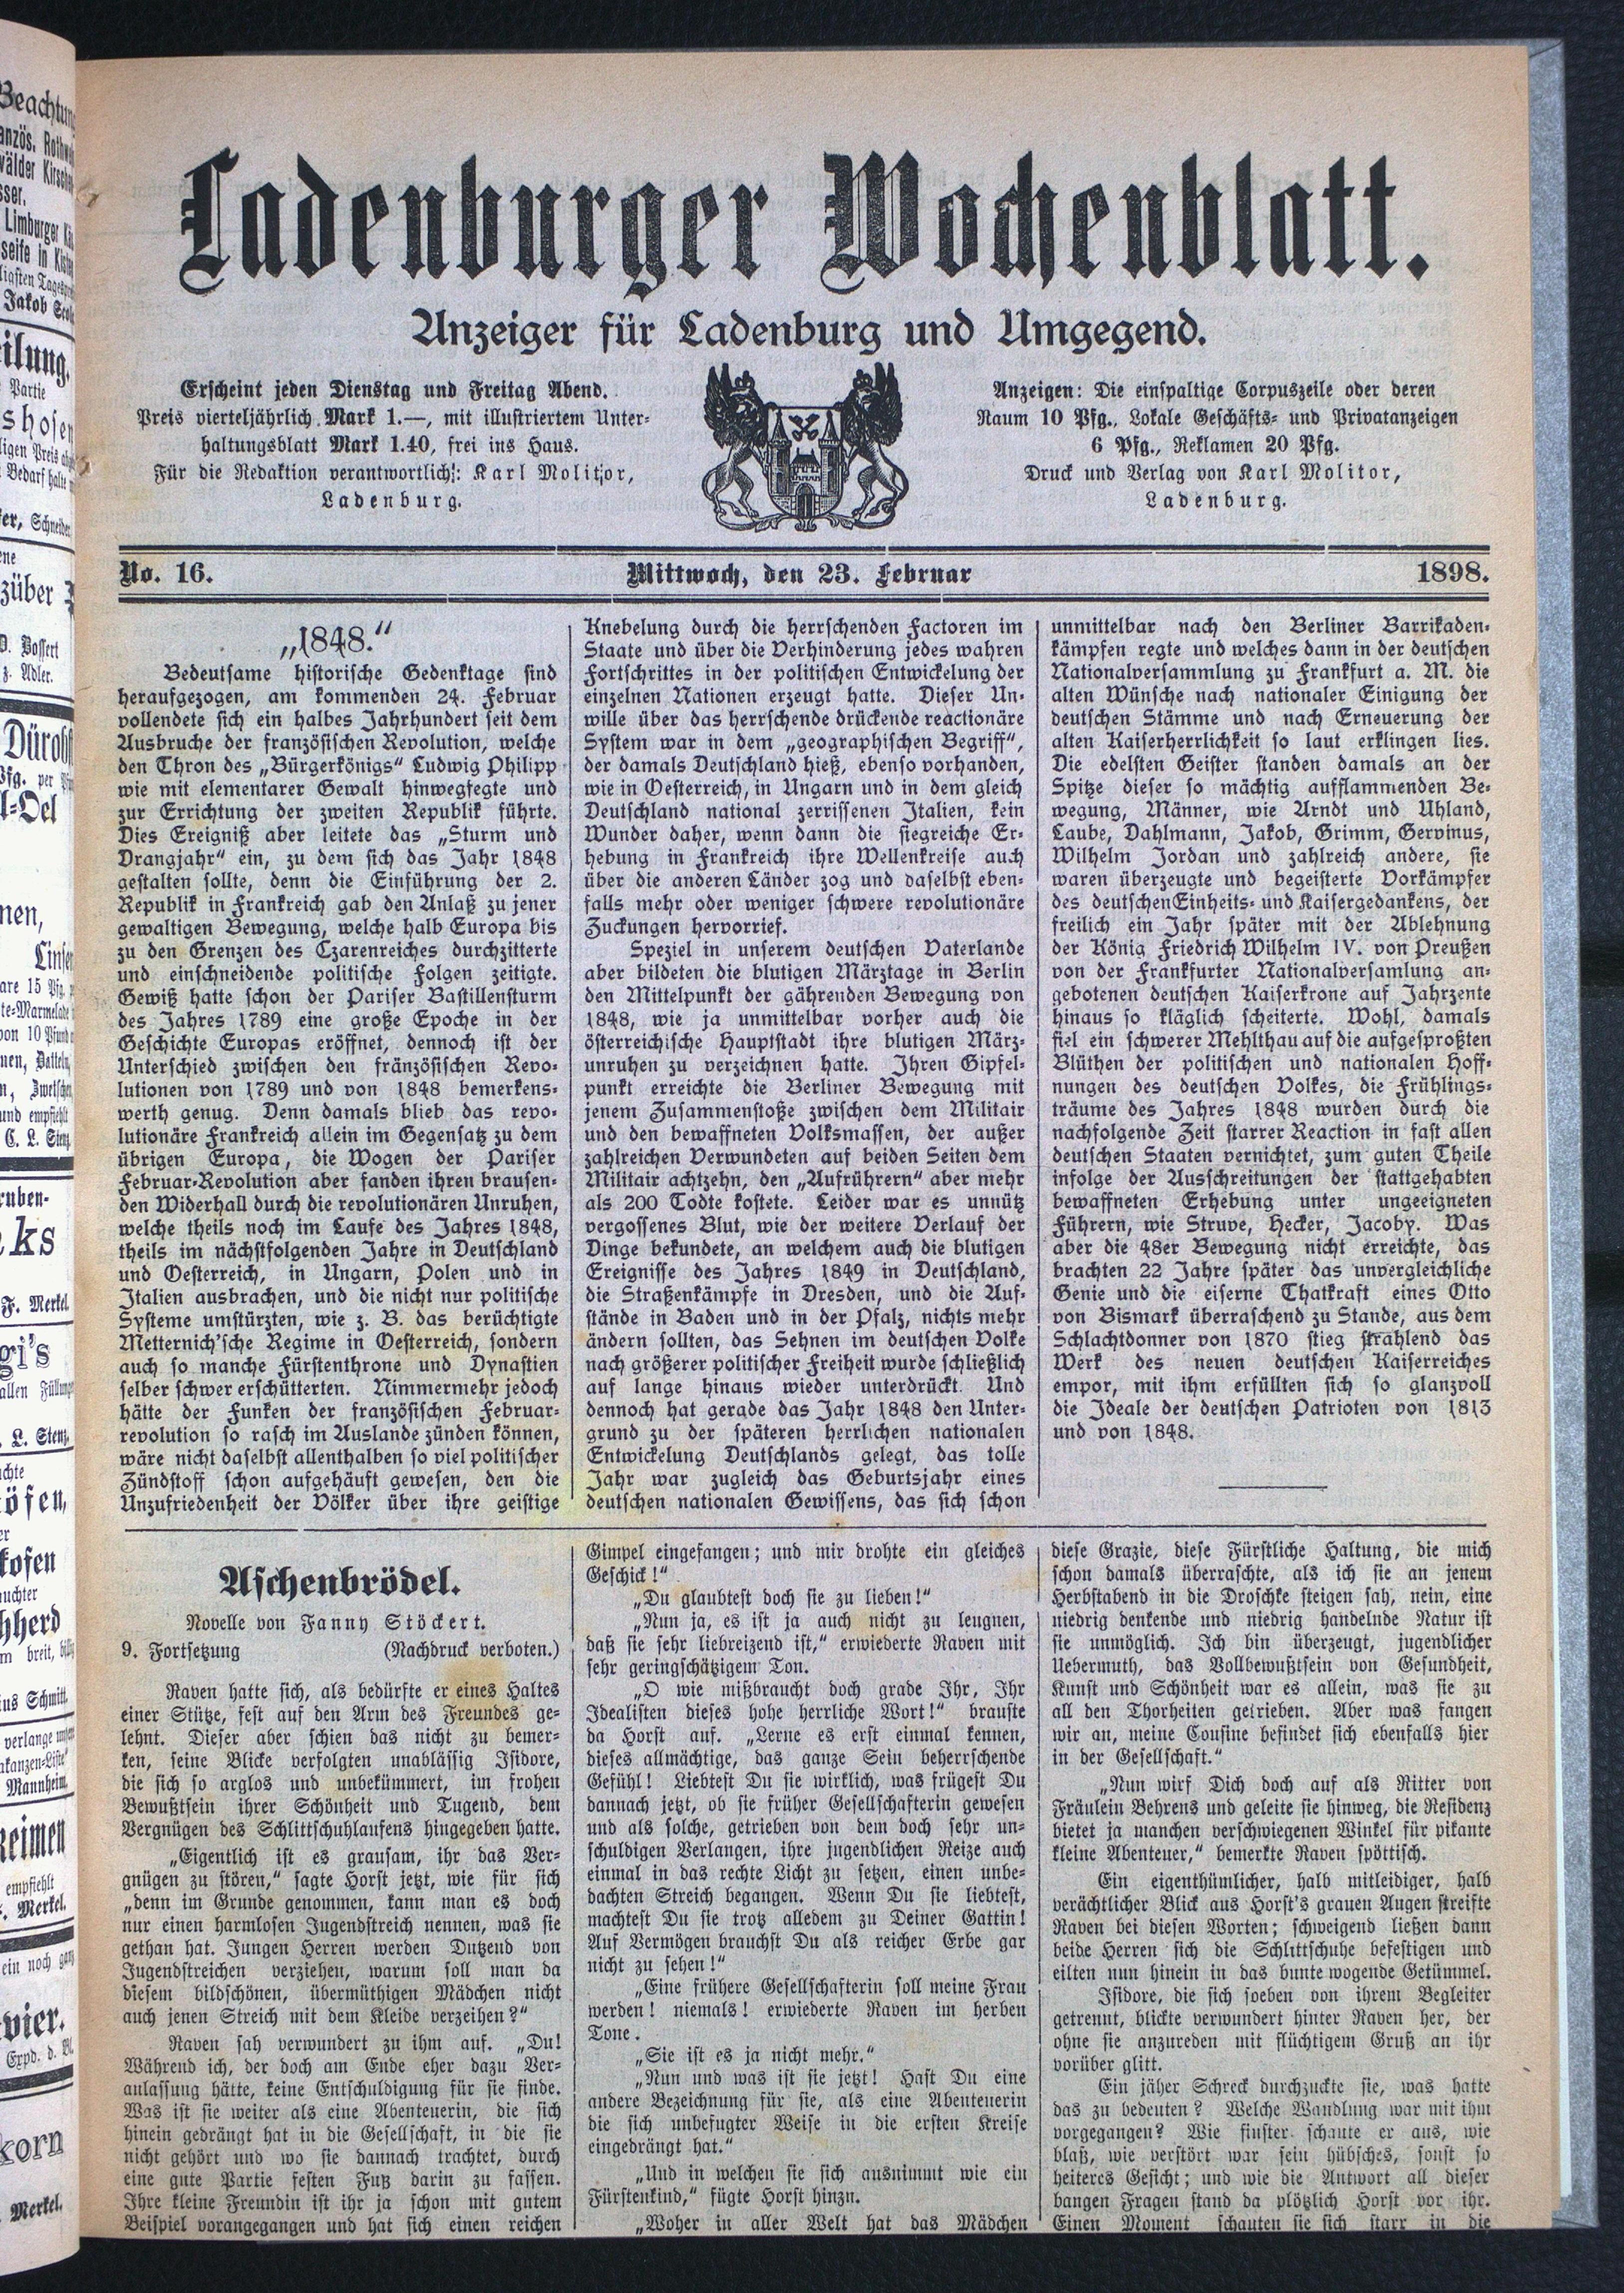 Ladenburger Wochenblatt.
Anzeiger für Ladenburg und Umgegend.
Erscheint jeden Dienstag und Freitag Abend.
Preis vierteljährlich Mark 1.—, mit illustriertem Unter-
haltungsblatt Mark 1.40, frei ins Haus.
Für die Redaktion verantwortlich: Karl Molitor,
Ladenburg.
Anzeigen: Die einspaltige Corpuszeile oder deren
Raum 10 Pfg., Lokale Geschäfts- und Privatanzeigen
6 Pfg., Reklamen 20 Pfg.
Druck und Verlag von Karl Molitor,
Ladenburg.
No. 16.
Mittwoch, den 23. Februar
1898.
„1848.“
Bedeutsame historische Gedenktage sind
heraufgezogen, am kommenden 24. Februar
vollendete sich ein halbes Jahrhundert seit dem
Ausbruche der französischen Revolution, welche
den Thron des „Bürgerkönigs“ Ludwig Philipp
wie mit elementarer Gewalt hinwegfegte und
zur Errichtung der zweiten Republik führte.
Dies Ereigniß aber leitete das „Sturm und
Drangjahr“ ein, zu dem sich das Jahr 1848
gestalten sollte, denn die Einführung der 2.
Republik in Frankreich gab den Anlaß zu jener
gewaltigen Bewegung, welche halb Europa bis
zu den Grenzen des Czarenreiches durchzitterte
und einschneidende politische Folgen zeitigte.
Gewiß hatte schon der Pariser Bastillensturm
des Jahres 1789 eine große Epoche in der
Geschichte Europas eröffnet, dennoch ist der
Unterschied zwischen den fränzösischen Revo-
lutionen von 1789 und von 1848 bemerkens-
werth genug. Denn damals blieb das revo-
lutionäre Frankreich allein im Gegensatz zu dem
übrigen Europa, die Wogen der Pariser
Februar-Revolution aber fanden ihren brausen-
den Widerhall durch die revolutionären Unruhen,
welche theils noch im Laufe des Jahres 1848,
theils im nächstfolgenden Jahre in Deutschland
und Oesterreich, in Ungarn, Polen und in
Italien ausbrachen, und die nicht nur politische
Systeme umstürzten, wie z. B. das berüchtigte
Metternich'sche Regime in Oesterreich, sondern
auch so manche Fürstenthrone und Dynastien
selber schwer erschütterten. Nimmermehr jedoch
hätte der Funken der französischen Februar-
revolution so rasch im Auslande zünden können,
wäre nicht daselbst allenthalben so viel politischer
Zündstoff schon aufgehäuft gewesen, den die
Unzufriedenheit der Völker über ihre geistige
Knebelung durch die herrschenden Factoren im
Staate und über die Verhinderung jedes wahren
Fortschrittes in der politischen Entwickelung der
einzelnen Nationen erzeugt hatte. Dieser Un-
wille über das herrschende drückende reactionäre
System war in dem „geographischen Begriff“,
der damals Deutschland hieß, ebenso vorhanden,
wie in Oesterreich, in Ungarn und in dem gleich
Deutschland national zerrissenen Italien, kein
Wunder daher, wenn dann die siegreiche Er-
hebung in Frankreich ihre Wellenkreise auch
über die anderen Länder zog und daselbst eben-
falls mehr oder weniger schwere revolutionäre
Zuckungen hervorrief.
Speziel in unserem deutschen Vaterlande
aber bildeten die blutigen Märztage in Berlin
den Mittelpunkt der gährenden Bewegung von
1848, wie ja unmittelbar vorher auch die
österreichische Hauptstadt ihre blutigen März-
unruhen zu verzeichnen hatte. Ihren Gipfel-
punkt erreichte die Berliner Bewegung mit
jenem Zusammenstoße zwischen dem Militair
und den bewaffneten Volksmassen, der außer
zahlreichen Verwundeten auf beiden Seiten dem
Militair achtzehn, den „Aufrührern“ aber mehr
als 200 Todte kostete. Leider war es unnütz
vergossenes Blut, wie der weitere Verlauf der
Dinge bekundete, an welchem auch die blutigen
Ereignisse des Jahres 1849 in Deutschland,
die Straßenkämpfe in Dresden, und die Auf-
stände in Baden und in der Pfalz, nichts mehr
ändern sollten, das Sehnen im deutschen Volke
nach größerer politischer Freiheit wurde schließlich
auf lange hinaus wieder unterdrückt. Und
dennoch hat gerade das Jahr 1848 den Unter-
grund zu der späteren herrlichen nationalen
Entwickelung Deutschlands gelegt, das tolle
Jahr war zugleich das Geburtsjahr eines
deutschen nationalen Gewissens, das sich schon
unmittelbar nach den Berliner Barrikaden-
kämpfen regte und welches dann in der deutschen
Nationalversammlung zu Frankfurt a. M. die
alten Wünsche nach nationaler Einigung der
deutschen Stämme und nach Erneuerung der
alten Kaiserherrlichkeit so laut erklingen lies.
Die edelsten Geister standen damals an der
Spitze dieser so mächtig aufflammenden Be-
wegung, Männer, wie Arndt und Uhland,
Laube, Dahlmann, Jakob, Grimm, Gervinus,
Wilhelm Jordan und zahlreich andere, sie
waren überzeugte und begeisterte Vorkämpfer
des deutschen Einheits- und Kaisergedankens, der
freilich ein Jahr später mit der Ablehnung
der König Friedrich Wilhelm IV. von Preußen
von der Frankfurter Nationalversamlung an-
gebotenen deutschen Kaiserkrone auf Jahrzente
hinaus so kläglich scheiterte. Wohl, damals
fiel ein schwerer Mehlthau auf die aufgesproßten
Blüthen der politischen und nationalen Hoff-
nungen des deutschen Volkes, die Frühlings-
träume des Jahres 1848 wurden durch die
nachfolgende Zeit starrer Reaction in fast allen
deutschen Staaten vernichtet, zum guten Theile
infolge der Ausschreitungen der stattgehabten
bewaffneten Erhebung unter ungeeigneten
Führern, wie Struve, Hecker, Jacoby. Was
aber die 48er Bewegung nicht erreichte, das
brachten 22 Jahre später das unvergleichliche
Genie und die eiserne Thatkraft eines Otto
von Bismark überraschend zu Stande, aus dem
Schlachtdonner von 1870 stieg strahlend das
Werk des neuen deutschen Kaiserreiches
empor, mit ihm erfüllten sich so glanzvoll
die Ideale der deutschen Patrioten von 1813
und von 1848.
Aschenbrödel.
Novelle von Fanny Stöckert.
9. Fortsetzung (Nachdruck verboten.)
Raven hatte sich, als bedürfte er eines Haltes
einer Stütze, fest auf den Arm des Freundes ge-
lehnt. Dieser aber schien das nicht zu bemer-
ken, seine Blicke verfolgten unablässig Isidore,
die sich so arglos und unbekümmert, im frohen
Bewußtsein ihrer Schönheit und Tugend, dem
Vergnügen des Schlittschuhlaufens hingegeben hatte.
„Eigentlich ist es grausam, ihr das Ver-
gnügen zu stören,“ sagte Horst jetzt, wie für sich
„denn im Grunde genommen, kann man es doch
nur einen harmlosen Jugendstreich nennen, was sie
gethan hat. Jungen Herren werden Dutzend von
Jugendstreichen verziehen, warum soll man da
diesem bildschönen, übermüthigen Mädchen nicht
auch jenen Streich mit dem Kleide verzeihen?“
Raven sah verwundert zu ihm auf. „Du!
Während ich, der doch am Ende eher dazu Ver-
anlassung hätte, keine Entschuldigung für sie finde.
Was ist sie weiter als eine Abenteuerin, die sich
hinein gedrängt hat in die Gesellschaft, in die sie
nicht gehört und wo sie dannach trachtet, durch
eine gute Partie festen Fuß darin zu fassen.
Ihre kleine Freundin ist ihr ja schon mit gutem
Beispiel vorangegangen und hat sich einen reichen
Gimpel eingefangen; und mir drohte ein gleiches
Geschick!“
„Du glaubtest doch sie zu lieben!“
„Nun ja, es ist ja auch nicht zu leugnen,
daß sie sehr liebreizend ist,“ erwiederte Raven mit
sehr geringschätzigem Ton.
„O wie mißbraucht doch grade Ihr, Ihr
Idealisten dieses hohe herrliche Wort!“ brauste
da Horst auf. „Lerne es erst einmal kennen,
dieses allmächtige, das ganze Sein beherrschende
Gefühl! Liebtest Du sie wirklich, was frügest Du
dannach jetzt, ob sie früher Gesellschafterin gewesen
und als solche, getrieben von dem doch sehr un-
schuldigen Verlangen, ihre jugendlichen Reize auch
einmal in das rechte Licht zu setzen, einen unbe-
dachten Streich begangen. Wenn Du sie liebtest,
machtest Du sie trotz alledem zu Deiner Gattin!
Auf Vermögen brauchst Du als reicher Erbe gar
nicht zu sehen!“
„Eine frühere Gesellschafterin soll meine Frau
werden! niemals! erwiederte Raven im herben
Tone.
„Sie ist es ja nicht mehr.“
„Nun und was ist sie jetzt! Hast Du eine
andere Bezeichnung für sie, als eine Abenteuerin
die sich unbefugter Weise in die ersten Kreise
eingedrängt hat.“
„Und in welchen sie sich ausnimmt wie ein
Fürstenkind,“ fügte Horst hinzu.
„Woher in aller Welt hat das Mädchen
diese Grazie, diese Fürstliche Haltung, die mich
schon damals überraschte, als ich sie an jenem
Herbstabend in die Droschke steigen sah, nein, eine
niedrig denkende und niedrig handelnde Natur ist
sie unmöglich. Ich bin überzeugt, jugendlicher
Uebermuth, das Vollbewußtsein von Gesundheit,
Kunst und Schönheit war es allein, was sie zu
all den Thorheiten getrieben. Aber was fangen
wir an, meine Cousine befindet sich ebenfalls hier
in der Gesellschaft.“
„Nun wirf Dich doch auf als Ritter von
Fräulein Behrens und geleite sie hinweg, die Residenz
bietet ja manchen verschwiegenen Winkel für pikante
kleine Abenteuer,“ bemerkte Raven spöttisch.
Ein eigenthümlicher, halb mitleidiger, halb
verächtlicher Blick aus Horst's grauen Augen streifte
Raven bei diesen Worten; schweigend ließen dann
beide Herren sich die Schlittschuhe befestigen und
eilten nun hinein in das bunte wogende Getümmel.
Isidore, die sich soeben von ihrem Begleiter
getrennt, blickte verwundert hinter Raven her, der
ohne sie anzureden mit flüchtigem Gruß an ihr
vorüber glitt.
Ein jäher Schreck durchzuckte sie, was hatte
das zu bedeuten? Welche Wandlung war mit ihm
vorgegangen? Wie finster schaute er aus, wie
blaß, wie verstört war sein hübsches, sonst so
heiteres Gesicht; und wie die Antwort all dieser
bangen Fragen stand da plötzlich Horst vor ihr.
Einen Moment schauten sie sich starr in die